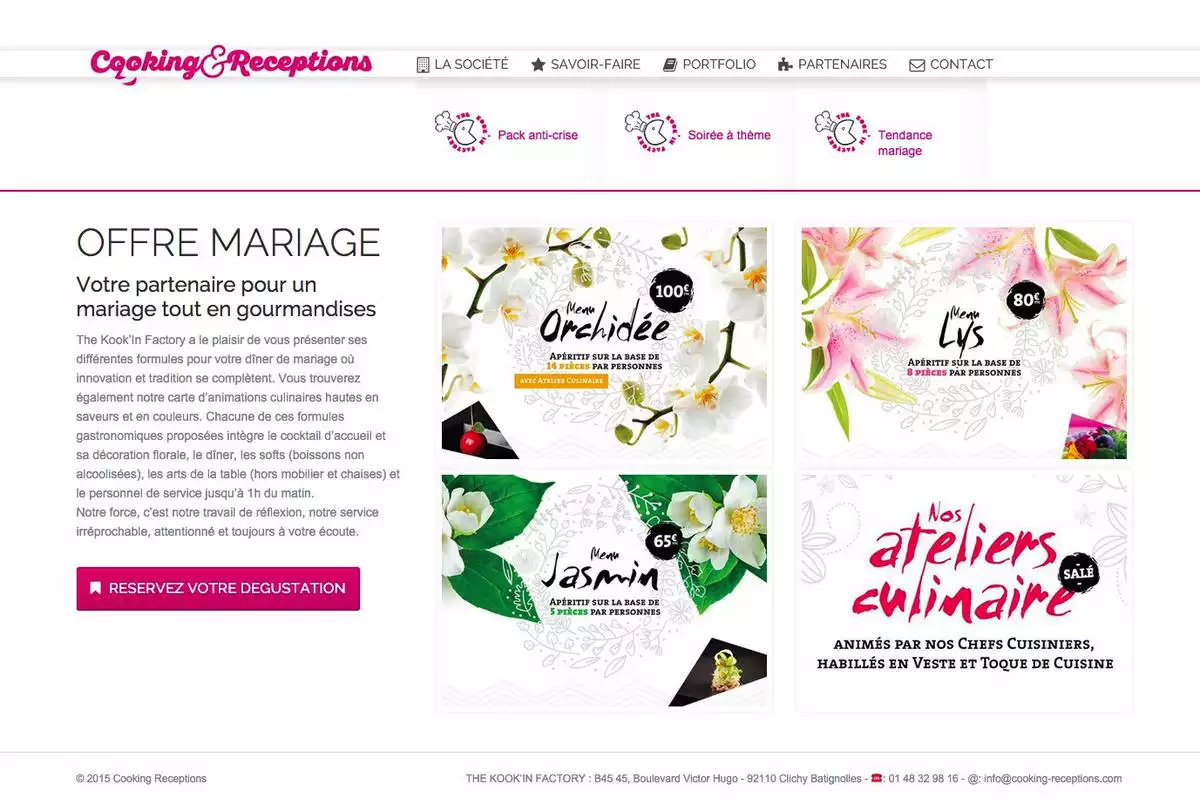 Cooking&Receptions
LA SOCIÉTÉ
SAVOIR-FAIRE
PORTFOLIO
PARTENAIRES
CONTACT
THE KOOK'IN FACTORY
Pack anti-crise
THE KOOK'IN FACTORY
Soirée à thème
THE KOOK'IN FACTORY
Tendance
mariage
OFFRE MARIAGE
Votre partenaire pour un
mariage tout en gourmandises
The Kook'In Factory a le plaisir de vous présenter ses
différentes formules pour votre dîner de mariage où
innovation et tradition se complètent. Vous trouverez
également notre carte d'animations culinaires hautes en
saveurs et en couleurs. Chacune de ces formules
gastronomiques proposées intègre le cocktail d'accueil et
sa décoration florale, le dîner, les softs (boissons non
alcoolisées), les arts de la table (hors mobilier et chaises) et
le personnel de service jusqu'à 1h du matin.
Notre force, c'est notre travail de réflexion, notre service
irréprochable, attentionné et toujours à votre écoute.
RESERVEZ VOTRE DEGUSTATION
100€
Menu
Orchidée
APÉRITIF SUR LA BASE DE
14 PIÈCES PAR PERSONNES
AVEC ATELIER CULINAIRE
80€
Menu
Lys
APÉRITIF SUR LA BASE DE
8 PIÈCES PAR PERSONNES
65€
Menu
Jasmin
APÉRITIF SUR LA BASE DE
5 PIÈCES PAR PERSONNES
Nos
ateliers
culinaire
SALÉ
ANIMÉS PAR NOS CHEFS CUISINIERS,
HABILLÉS EN VESTE ET TOQUE DE CUISINE
© 2015 Cooking Receptions
THE KOOK'IN FACTORY : B45 45, Boulevard Victor Hugo - 92110 Clichy Batignolles - ☎: 01 48 32 98 16 - @: info@cooking-receptions.com